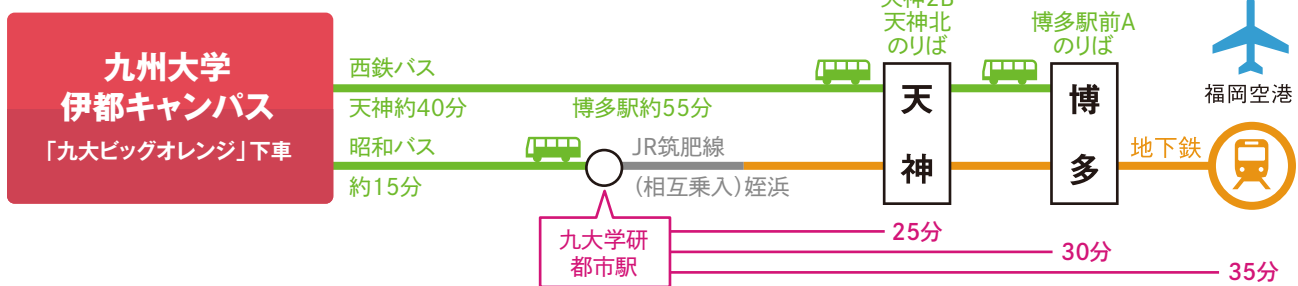 天神2B
天神北
のりば
博多駅前A
のりば
九州大学
伊都キャンパス
「九大ビッグオレンジ」下車
西鉄バス
天神約40分
博多駅約55分
昭和バス
約15分
JR筑肥線
(相互乗入)姪浜
天神
博多
地下鉄
福岡空港
九大学研
都市駅
25分
30分
35分